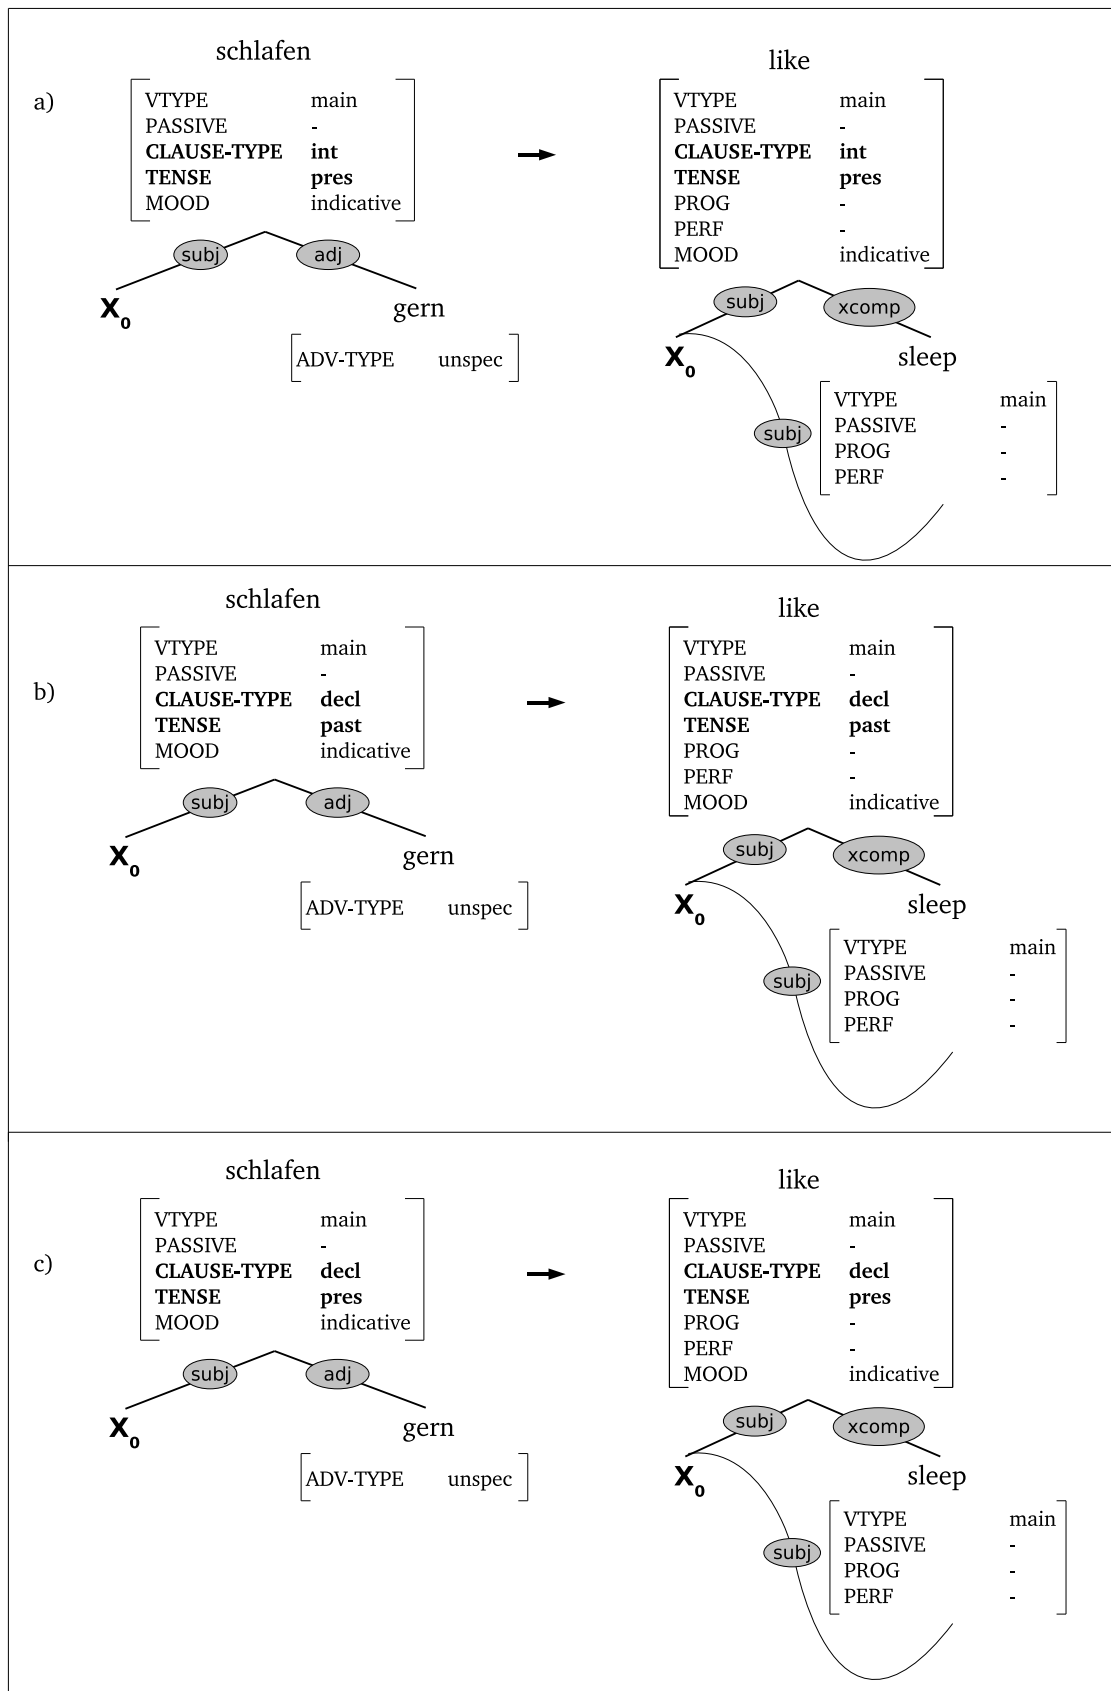 schlafen
like
a)
VTYPE main
PASSIVE -
CLAUSE-TYPE int
TENSE pres
MOOD indicative
VTYPE main
PASSIVE -
CLAUSE-TYPE int
TENSE pres
PROG -
PERF -
MOOD indicative
subj adj
X0
gern
ADV-TYPE unspec
subj xcomp
X0
sleep
subj
VTYPE main
PASSIVE -
PROG -
PERF -
schlafen
like
b)
VTYPE main
PASSIVE -
CLAUSE-TYPE decl
TENSE past
MOOD indicative
VTYPE main
PASSIVE -
CLAUSE-TYPE decl
TENSE past
PROG -
PERF -
MOOD indicative
subj adj
X0
gern
ADV-TYPE unspec
subj xcomp
X0
sleep
subj
VTYPE main
PASSIVE -
PROG -
PERF -
schlafen
like
c)
VTYPE main
PASSIVE -
CLAUSE-TYPE decl
TENSE pres
MOOD indicative
VTYPE main
PASSIVE -
CLAUSE-TYPE decl
TENSE pres
PROG -
PERF -
MOOD indicative
subj adj
X0
gern
ADV-TYPE unspec
subj xcomp
X0
sleep
subj
VTYPE main
PASSIVE -
PROG -
PERF -